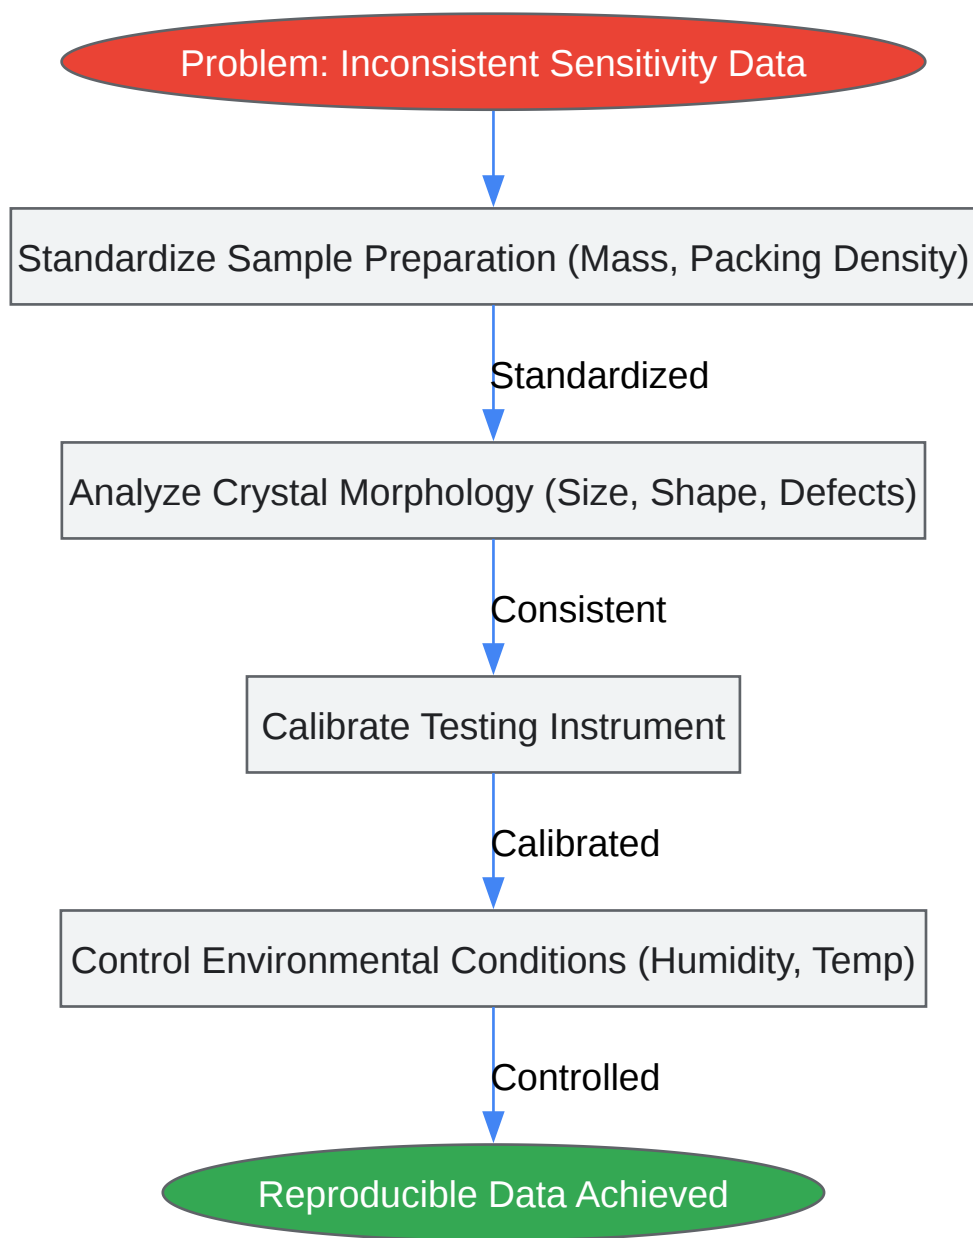 Problem: Inconsistent Sensitivity Data
Standardize Sample Preparation (Mass, Packing Density)
Standardized
Analyze Crystal Morphology (Size, Shape, Defects)
Consistent
Calibrate Testing Instrument
Calibrated
Control Environmental Conditions (Humidity, Temp)
Controlled
Reproducible Data Achieved